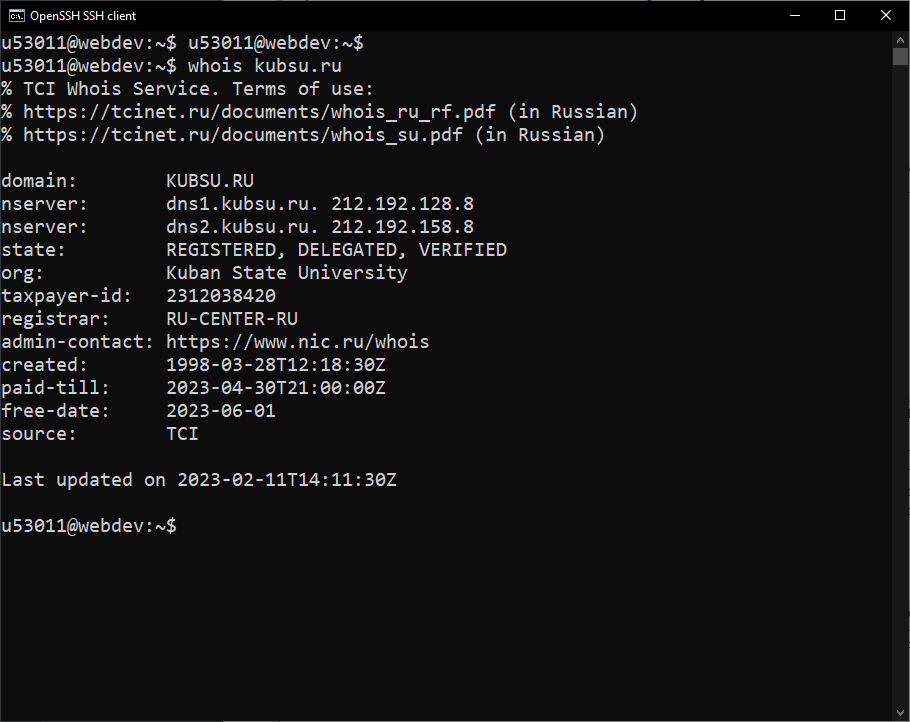 OpenSSH SSH client
u53011@webdev:~$ u53011@webdev:~$
u53011@webdev:~$ whois kubsu.ru
% TCI Whois Service. Terms of use:
% https://tcinet.ru/documents/whois_ru_rf.pdf (in Russian)
% https://tcinet.ru/documents/whois_su.pdf (in Russian)
domain:        KUBSU.RU
nserver:       dns1.kubsu.ru. 212.192.128.8
nserver:       dns2.kubsu.ru. 212.192.158.8
state:         REGISTERED, DELEGATED, VERIFIED
org:           Kuban State University
taxpayer-id:   2312038420
registrar:     RU-CENTER-RU
admin-contact: https://www.nic.ru/whois
created:       1998-03-28T12:18:30Z
paid-till:     2023-04-30T21:00:00Z
free-date:     2023-06-01
source:        TCI
Last updated on 2023-02-11T14:11:30Z
u53011@webdev:~$